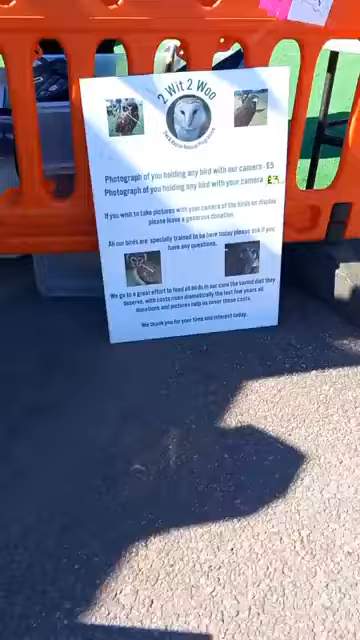 2 Wit 2 Woo
Photograph of you holding any bird with our camera - £5
Photograph of you holding any bird with your camera £3
If you wish to take pictures with your camera of the birds on display
please leave a generous donation.
All our birds are specially trained to be here today please ask if you
have any questions.
We go to a great effort to feed all birds in our care the varied diet they
deserve, with costs risen dramatically the last few years all
donations and pictures help us cover these costs.
We thank you for your time and interest today.